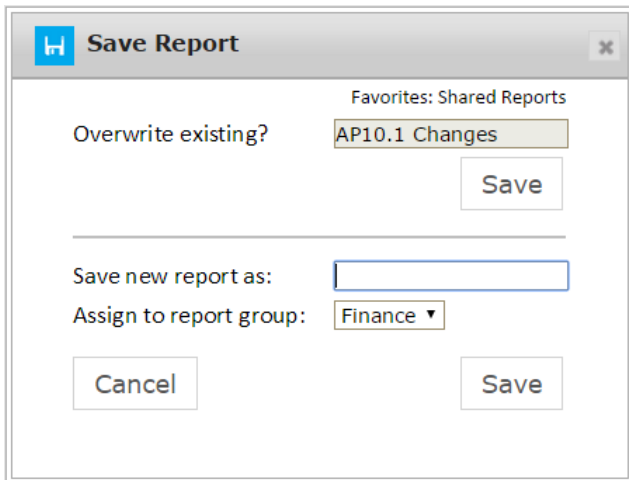 Save Report
Favorites: Shared Reports
Overwrite existing? AP10.1 Changes
Save
Save new report as:
Assign to report group: Finance
Cancel Save